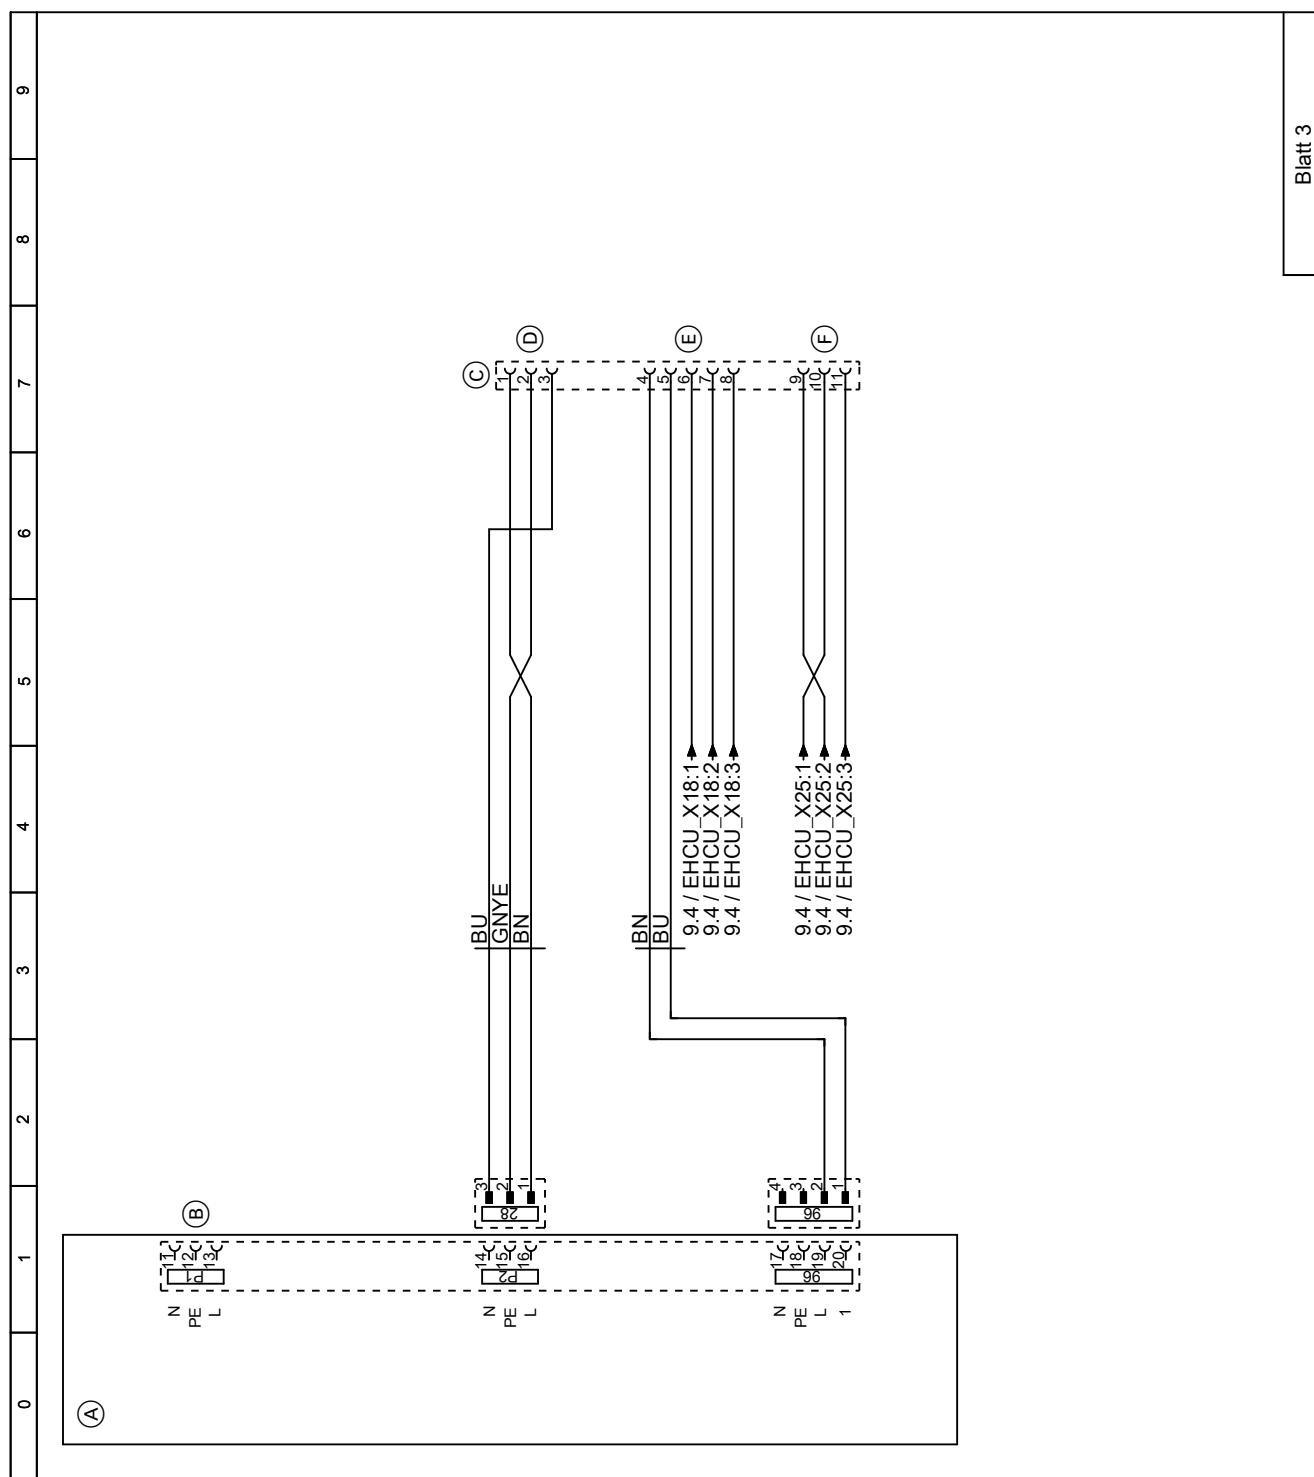 0 1 2 3 4 5 6 7 8 9
A
N 11
PE 12
L 13
P1
B
N 14
PE 15
L 16
P2
28
3
2
1
BU
GNYE
BN
C
1
2
3
D
N 17
PE 18
L 19
1 20
96
96
4
3
2
1
BN
BU
4
5
6
7
8
E
9.4 / EHCU_X18:1
9.4 / EHCU_X18:2
9.4 / EHCU_X18:3
9
10
11
F
9.4 / EHCU_X25:1
9.4 / EHCU_X25:2
9.4 / EHCU_X25:3
Blatt 3